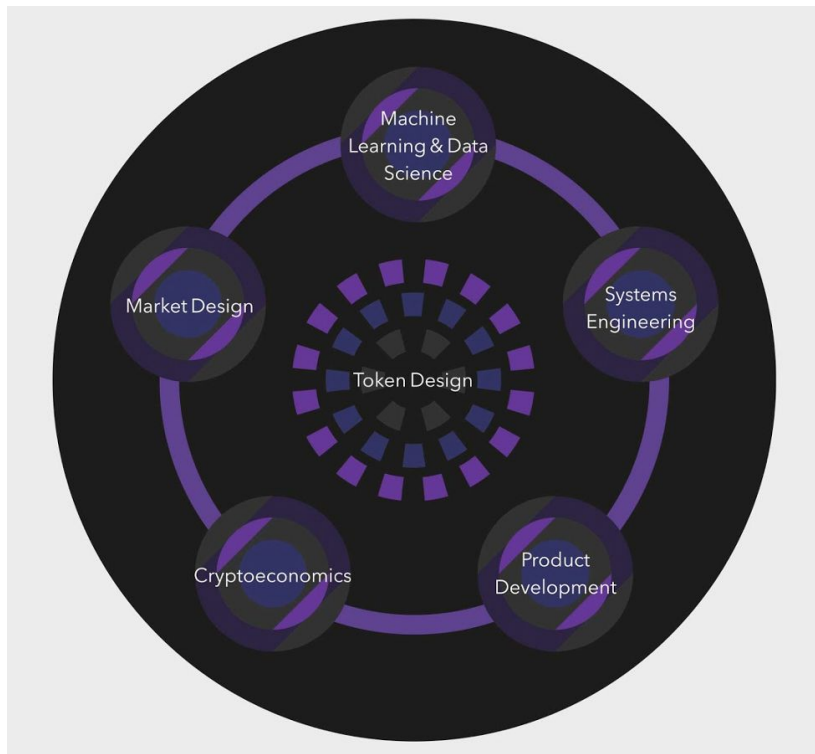 Machine
Learning & Data
Science
Market Design
Systems
Engineering
Token Design
Cryptoeconomics
Product
Development